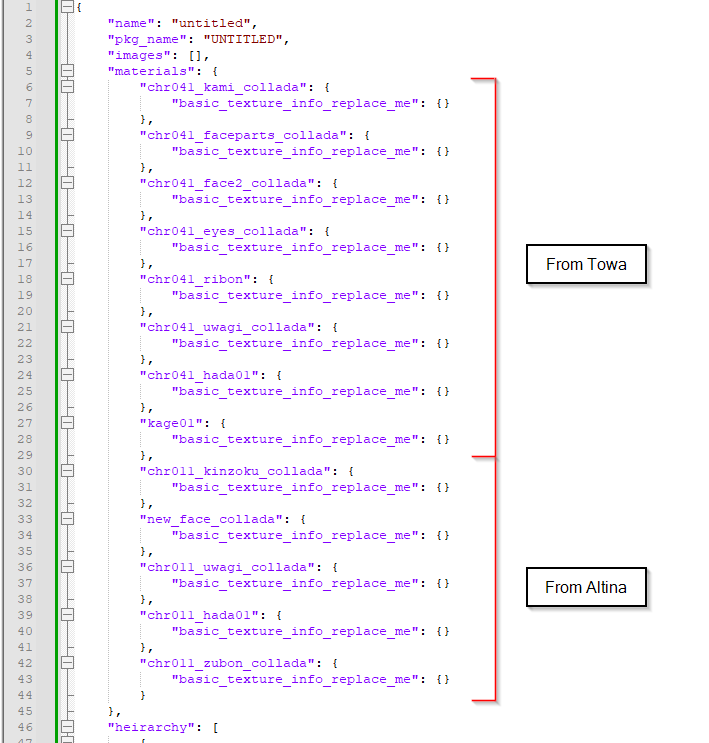 1 {
2 "name": "untitled",
3 "pkg_name": "UNTITLED",
4 "images": [],
5 "materials": {
6 "chr041_kami_collada": {
7 "basic_texture_info_replace_me": {}
8 },
9 "chr041_faceparts_collada": {
10 "basic_texture_info_replace_me": {}
11 },
12 "chr041_face2_collada": {
13 "basic_texture_info_replace_me": {}
14 },
15 "chr041_eyes_collada": {
16 "basic_texture_info_replace_me": {}
17 },
From Towa
18 "chr041_ribon": {
19 "basic_texture_info_replace_me": {}
20 },
21 "chr041_uwagi_collada": {
22 "basic_texture_info_replace_me": {}
23 },
24 "chr041_hada01": {
25 "basic_texture_info_replace_me": {}
26 },
27 "kage01": {
28 "basic_texture_info_replace_me": {}
29 },
30 "chr011_kinzoku_collada": {
31 "basic_texture_info_replace_me": {}
32 },
33 "new_face_collada": {
34 "basic_texture_info_replace_me": {}
35 },
36 "chr011_uwagi_collada": {
37 "basic_texture_info_replace_me": {}
From Altina
38 },
39 "chr011_hada01": {
40 "basic_texture_info_replace_me": {}
41 },
42 "chr011_zubon_collada": {
43 "basic_texture_info_replace_me": {}
44 }
45 },
46 "heirarchy": [